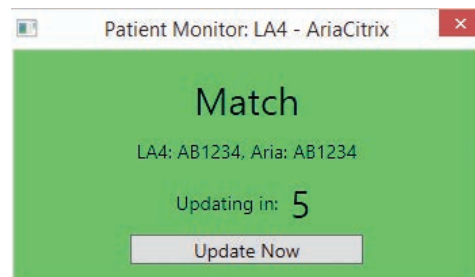 Patient Monitor: LA4 - AriaCitrix
Match
LA4: AB1234, Aria: AB1234
Updating in: 5
Update Now